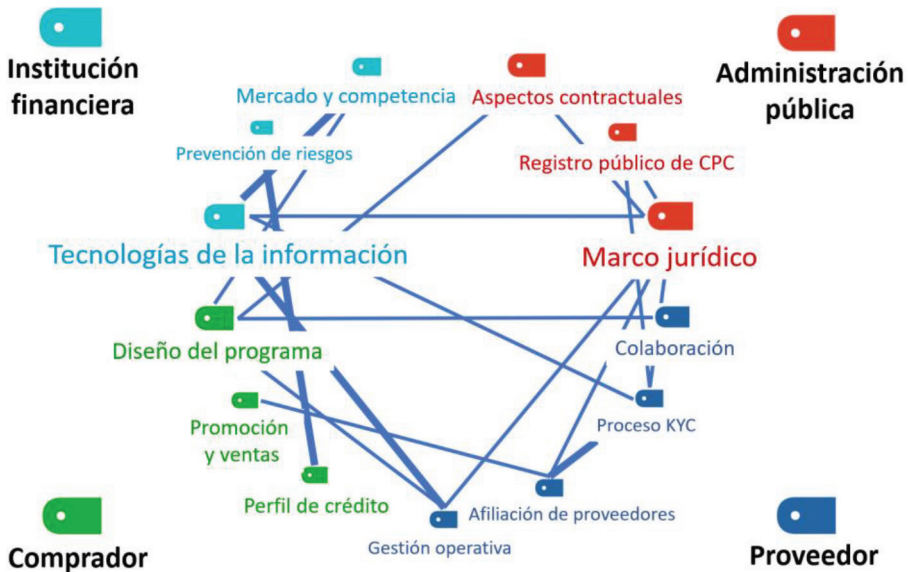 Institución
financiera
Administración
pública
Mercado y competencia
Aspectos contractuales
Prevención de riesgos
Registro público de CPC
Tecnologías de la información
Marco jurídico
Diseño del programa
Colaboración
Promoción
y ventas
Proceso KYC
Perfil de crédito
Afiliación de proveedores
Gestión operativa
Comprador
Proveedor